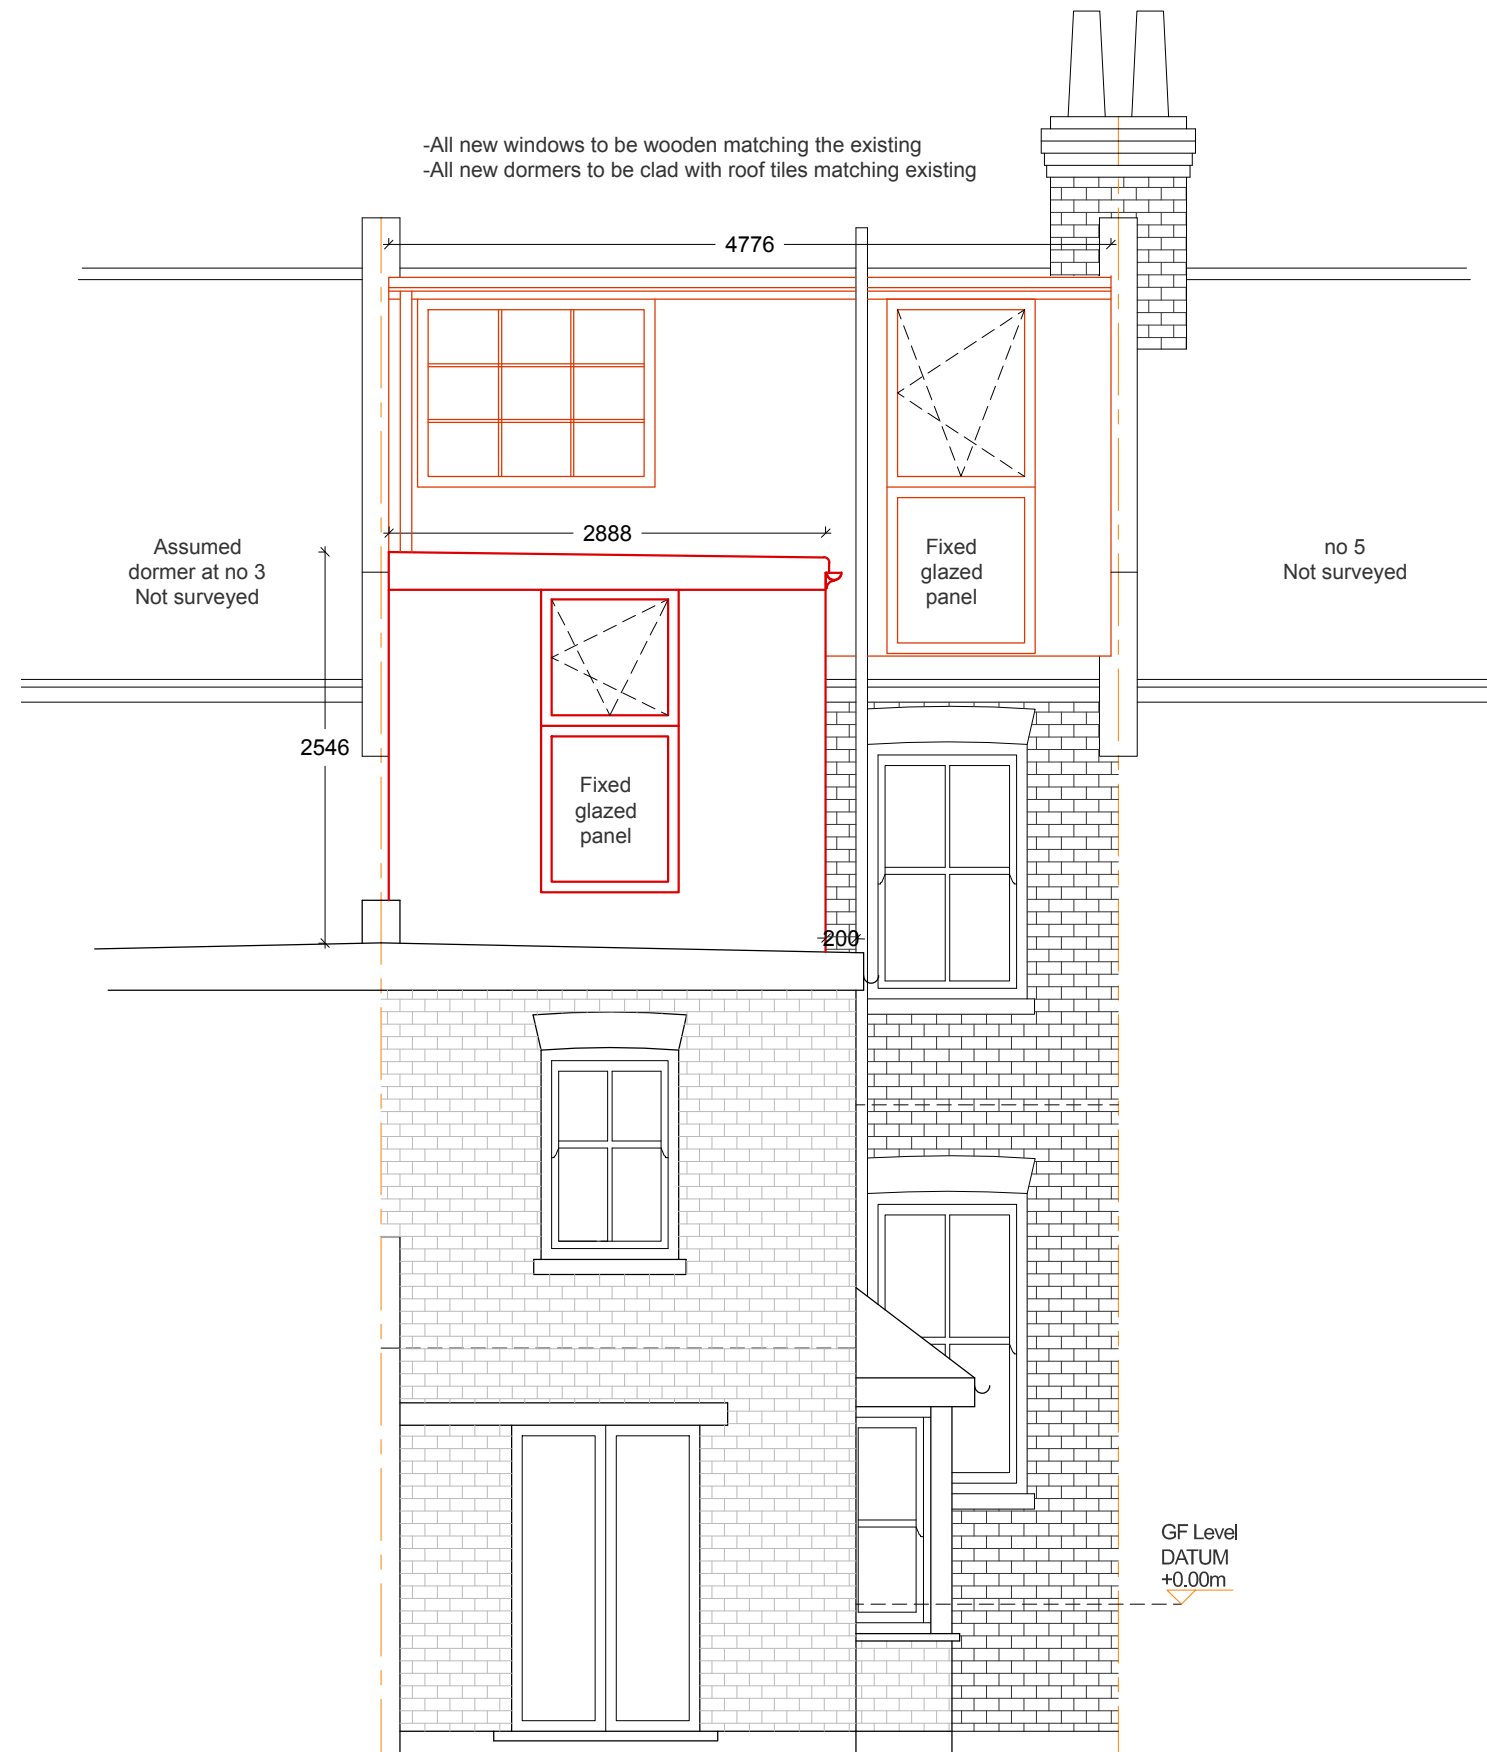 -All new windows to be wooden matching the existing
-All new dormers to be clad with roof tiles matching existing
4776
2888
Assumed
dormer at no 3
Not surveyed
Fixed
glazed
panel
no 5
Not surveyed
2546
Fixed
glazed
panel
200
GF Level
DATUM
+0.00m